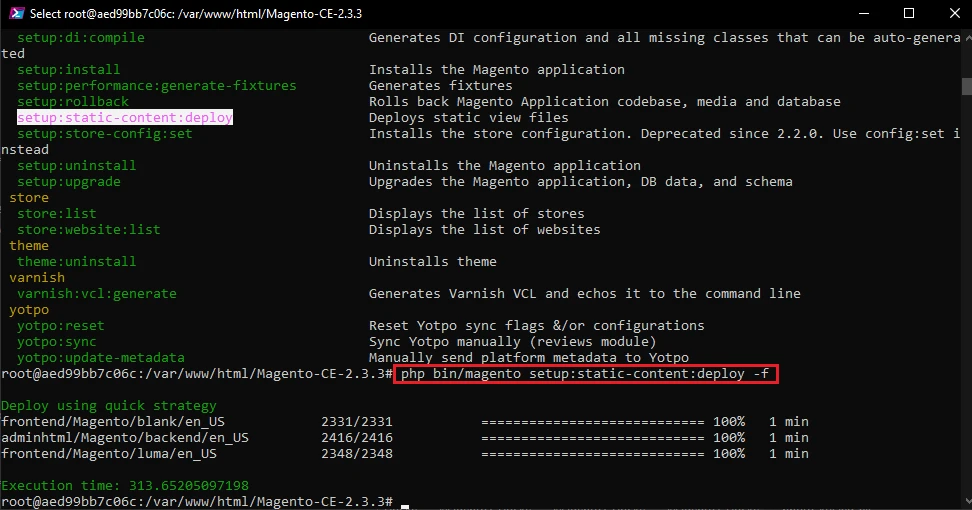 Select root@aed99bb7c06c: /var/www/html/Magento-CE-2.3.3
setup:di:compile Generates DI configuration and all missing classes that can be auto-genera
ted
setup:install Installs the Magento application
setup:performance:generate-fixtures Generates fixtures
setup:rollback Rolls back Magento Application codebase, media and database
setup:static-content:deploy Deploys static view files
setup:store-config:set Installs the store configuration. Deprecated since 2.2.0. Use config:set i
nstead
setup:uninstall Uninstalls the Magento application
setup:upgrade Upgrades the Magento application, DB data, and schema
store
store:list Displays the list of stores
store:website:list Displays the list of websites
theme
theme:uninstall Uninstalls theme
varnish
varnish:vcl:generate Generates Varnish VCL and echos it to the command line
yotpo
yotpo:reset Reset Yotpo sync flags &/or configurations
yotpo:sync Sync Yotpo manually (reviews module)
yotpo:update-metadata Manually send platform metadata to Yotpo
root@aed99bb7c06c:/var/www/html/Magento-CE-2.3.3# php bin/magento setup:static-content:deploy -f
Deploy using quick strategy
frontend/Magento/blank/en_US 2331/2331 ============================ 100% 1 min
adminhtml/Magento/backend/en_US 2416/2416 ============================ 100% 1 min
frontend/Magento/luma/en_US 2348/2348 ============================ 100% 1 min
Execution time: 313.65205097198
root@aed99bb7c06c:/var/www/html/Magento-CE-2.3.3#